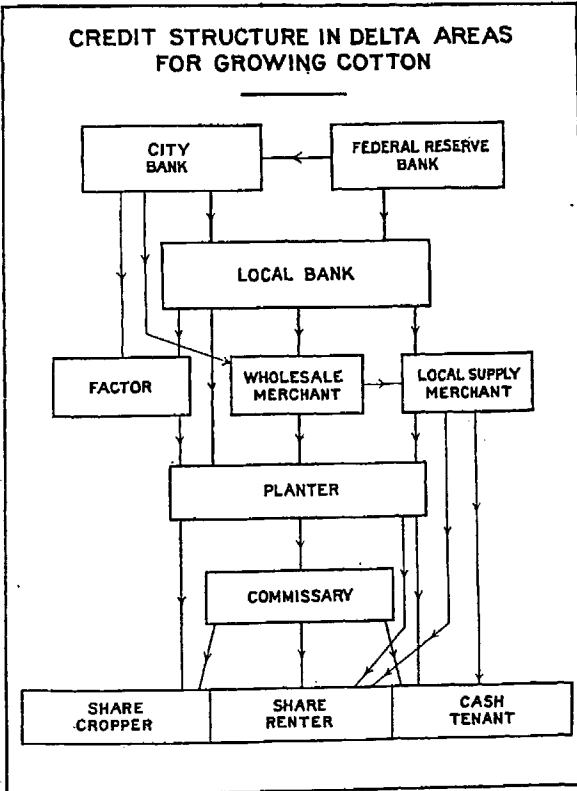 CREDIT STRUCTURE IN DELTA AREAS
FOR GROWING COTTON
CITY
BANK
FEDERAL RESERVE
BANK
LOCAL BANK
FACTOR
WHOLESALE
MERCHANT
LOCAL SUPPLY
MERCHANT
PLANTER
COMMISSARY
SHARE
CROPPER
SHARE
RENTER
CASH
TENANT